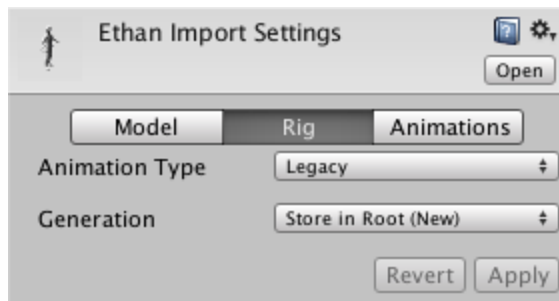 Ethan Import Settings
Open
Model Rig Animations
Animation Type Legacy
Generation Store in Root (New)
Revert Apply